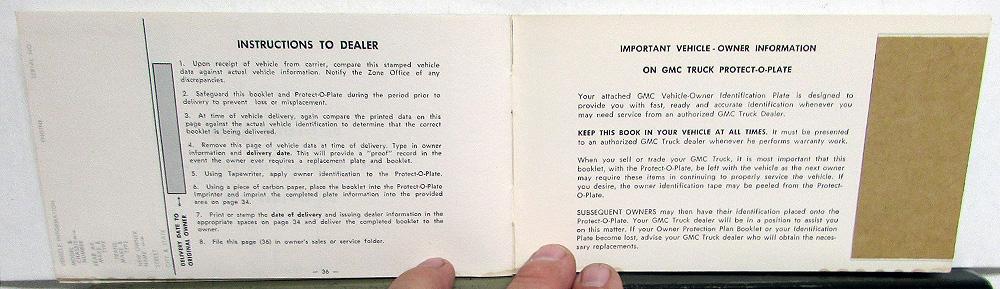 INSTRUCTIONS TO DEALER
1. Upon receipt of vehicle from carrier, compare this stamped vehicle
data against actual vehicle information. Notify the Zone Office of any
discrepancies.
2. Safeguard this booklet and Protect-O-Plate during the period prior to
delivery to prevent loss or misplacement.
3. At time of vehicle delivery, again compare the printed data on this
page against the actual vehicle identification to determine that the correct
booklet is being delivered.
4. Remove this page of vehicle data at time of delivery. Type in owner
information and delivery date. This will provide a "proof" record in the
event the owner ever requires a replacement plate and booklet.
5. Using Tapewriter, apply owner identification to the Protect-O-Plate.
6. Using a piece of carbon paper, place the booklet into the Protect-O-Plate
Imprinter and imprint the completed plate information into the provided
area on page 34.
7. Print or stamp the date of delivery and issuing dealer information in the
appropriate spaces on page 34 and deliver the completed booklet to the
owner.
8. File this page (36) in owner's sales or service folder.
— 36 —
DELIVERY DATE TO
ORIGINAL OWNER
IMPORTANT VEHICLE-OWNER INFORMATION
ON GMC TRUCK PROTECT-O-PLATE
Your attached GMC Vehicle-Owner Identification Plate is designed to
provide you with fast, ready and accurate identification whenever you
may need service from an authorized GMC Truck Dealer.
KEEP THIS BOOK IN YOUR VEHICLE AT ALL TIMES. It must be presented
to an authorized GMC Truck dealer whenever he performs warranty work.
When you sell or trade your GMC Truck, it is most important that this
booklet, with the Protect-O-Plate, be left with the vehicle as the next owner
may require these items in continuing to properly service the vehicle. If
you desire, the owner identification tape may be peeled from the Protect-
O-Plate.
SUBSEQUENT OWNERS may then have their identification placed onto the
Protect-O-Plate. Your GMC Truck dealer will be in a position to assist you
on this matter. If your Owner Protection Plan Booklet or your Identification
Plate become lost, advise your GMC Truck dealer who will obtain the neces-
sary replacements.